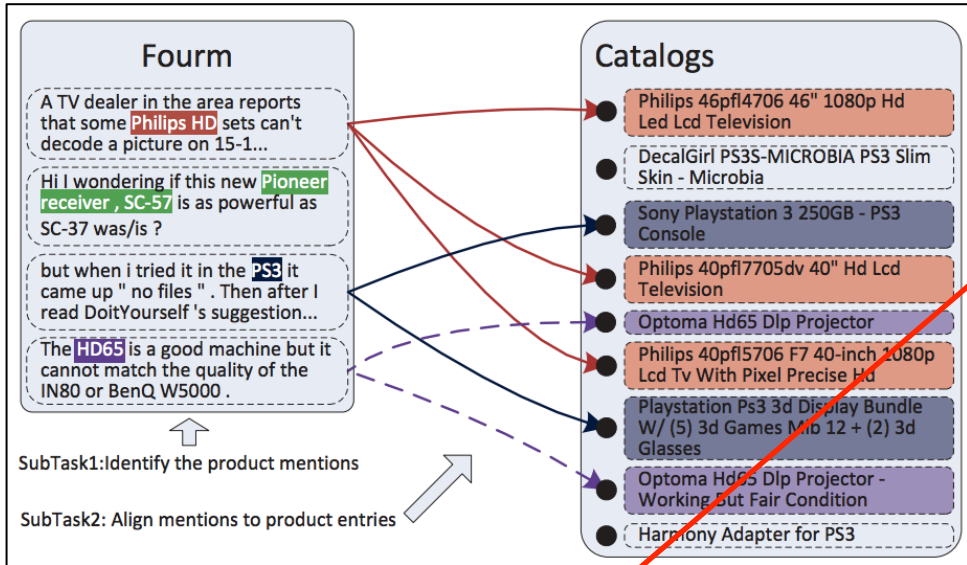 Fourm
A TV dealer in the area reports
that some Philips HD sets can't
decode a picture on 15-1...
Hi I wondering if this new Pioneer
receiver , SC-57 is as powerful as
SC-37 was/is ?
but when i tried it in the PS3 it
came up " no files " . Then after I
read DoitYourself 's suggestion...
The HD65 is a good machine but it
cannot match the quality of the
IN80 or BenQ W5000 .
SubTask1:Identify the product mentions
SubTask2: Align mentions to product entries
Catalogs
Philips 46pfl4706 46" 1080p Hd
Led Lcd Television
DecalGirl PS3S-MICROBIA PS3 Slim
Skin - Microbia
Sony Playstation 3 250GB - PS3
Console
Philips 40pfl7705dv 40" Hd Lcd
Television
Optoma Hd65 Dlp Projector
Philips 40pfl5706 F7 40-inch 1080p
Lcd Tv With Pixel Precise Hd
Playstation Ps3 3d Display Bundle
W/ (5) 3d Games Mlb 12 + (2) 3d
Glasses
Optoma Hd65 Dlp Projector -
Working But Fair Condition
Harmony Adapter for PS3